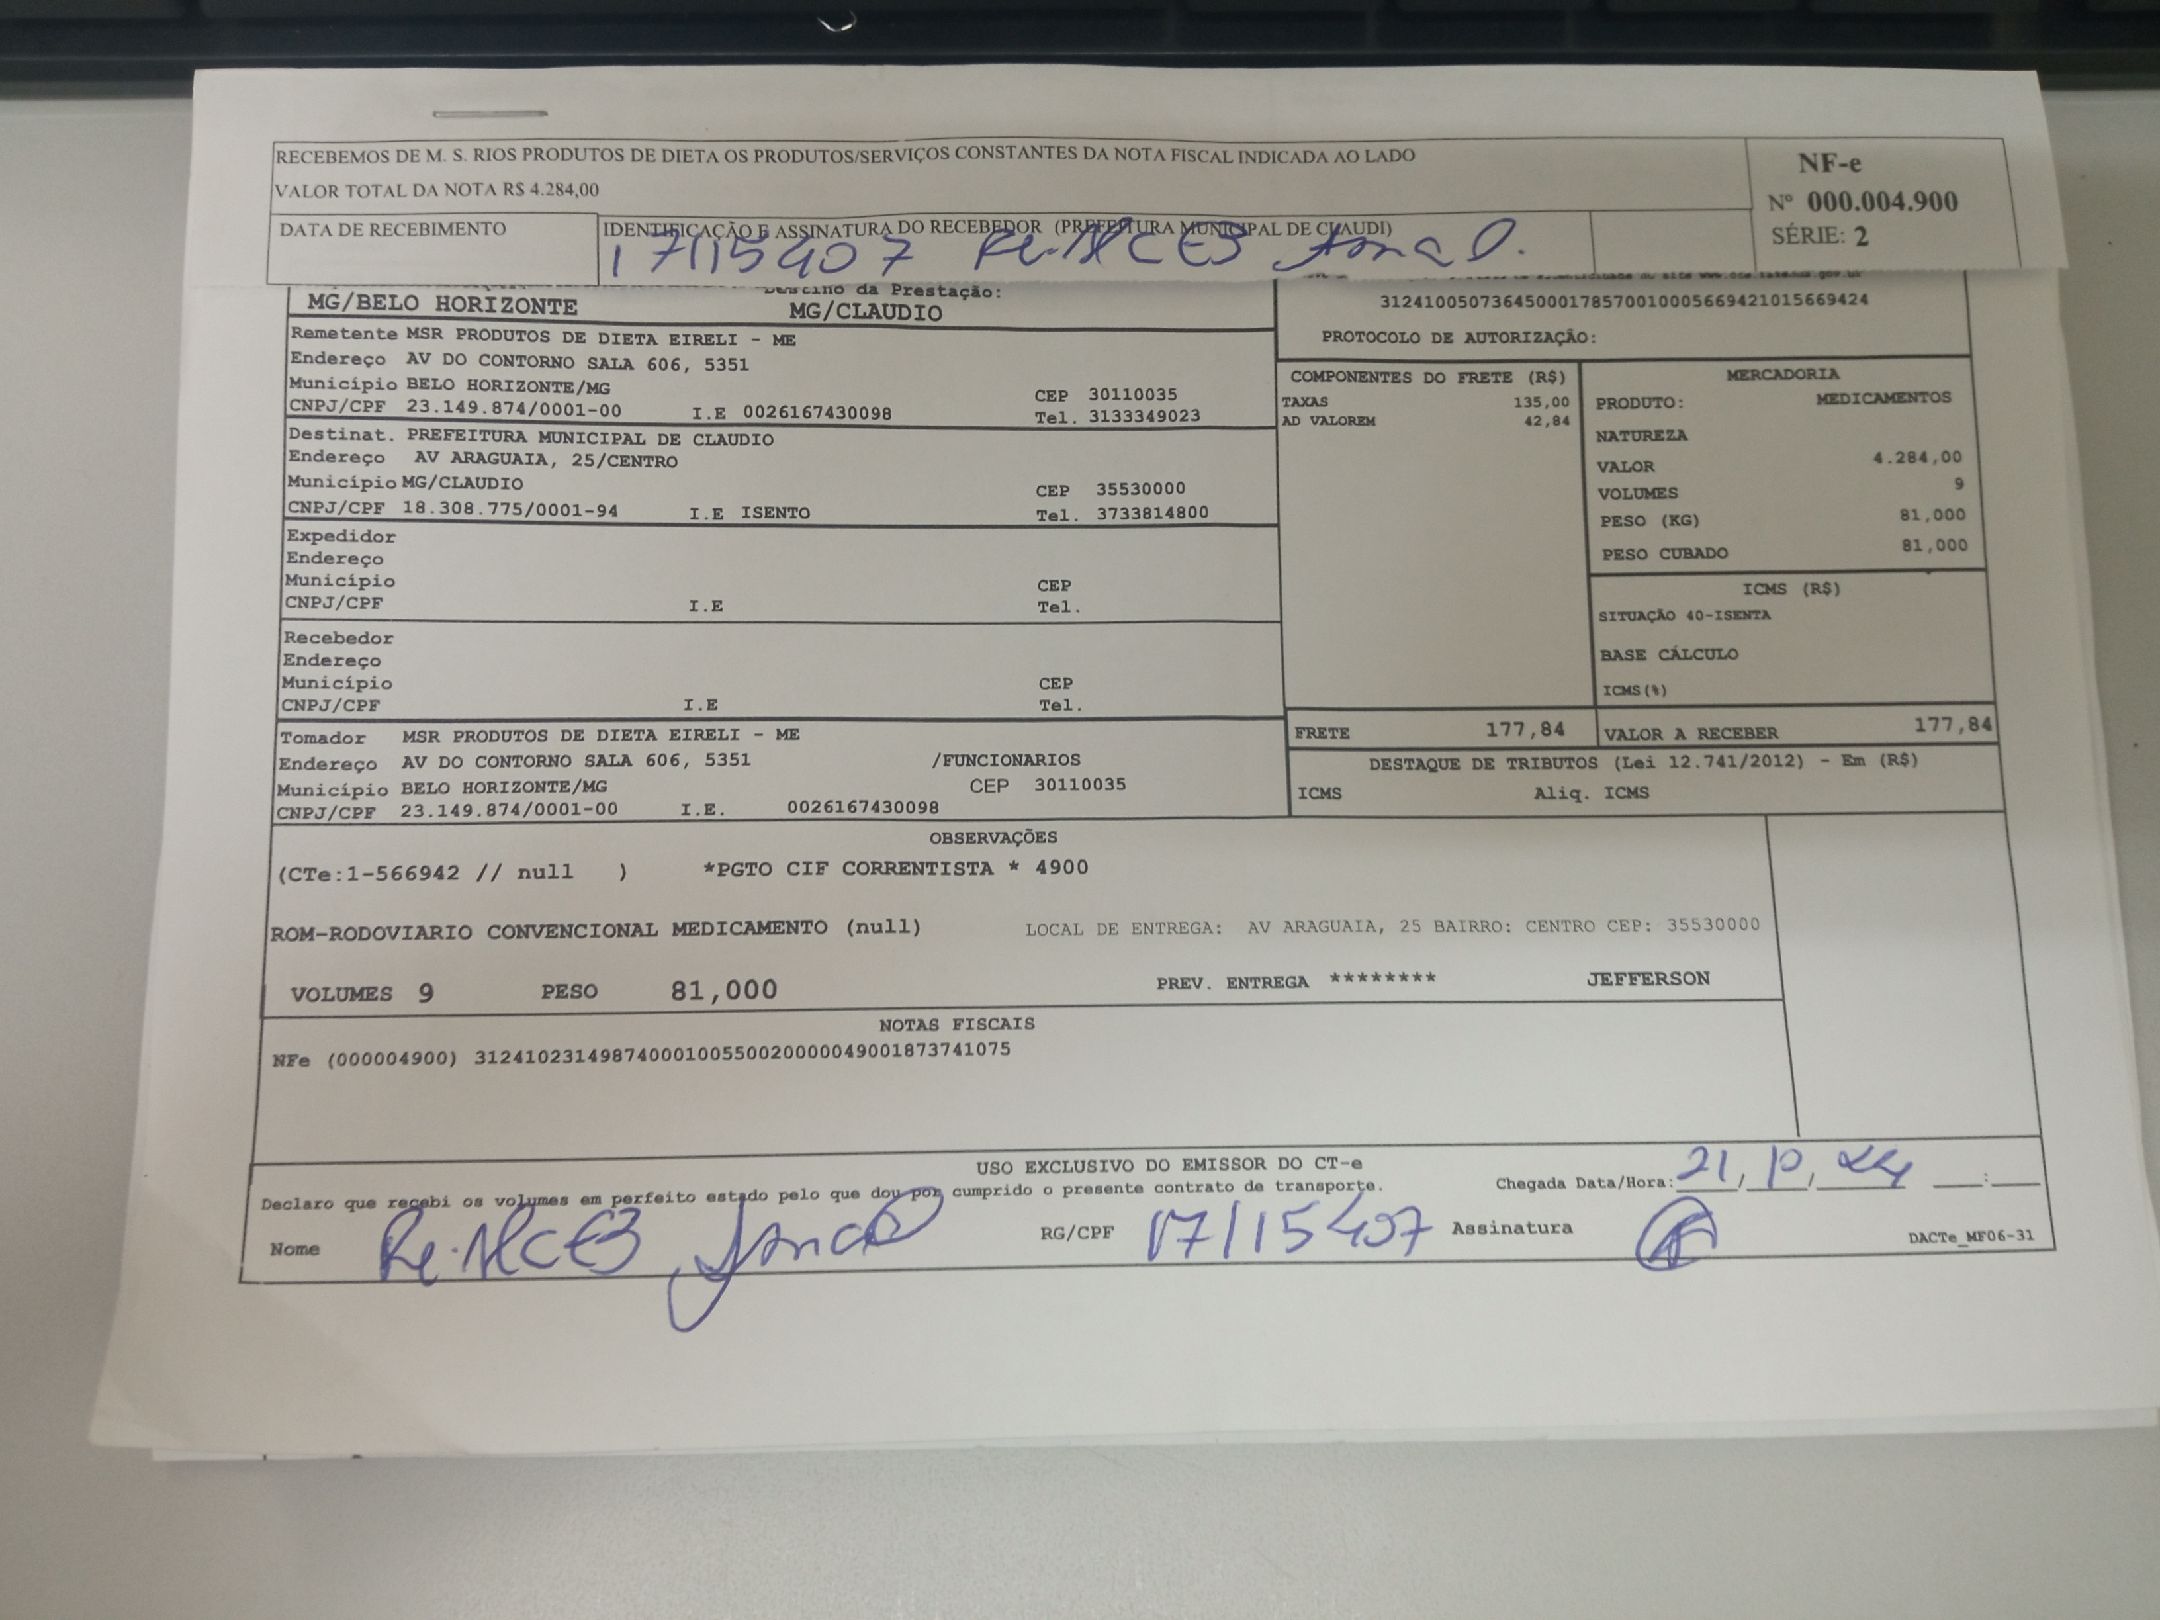 RECEBEMOS DE M. S. RIOS PRODUTOS DE DIETA OS PRODUTOS/SERVIÇOS CONSTANTES DA NOTA FISCAL INDICADA AO LADO
VALOR TOTAL DA NOTA R$ 4.284,00
NF-e
Nº 000.004.900
SÉRIE: 2
DATA DE RECEBIMENTO
IDENTIFICAÇÃO E ASSINATURA DO RECEBEDOR (PREFEITURA MUNICIPAL DE CLAUDI)
17115407
Destino da Prestação:
MG/BELO HORIZONTE MG/CLAUDIO
31241005073645000178570010005669421015669424
PROTOCOLO DE AUTORIZAÇÃO:
Remetente MSR PRODUTOS DE DIETA EIRELI - ME
Endereço AV DO CONTORNO SALA 606, 5351
Município BELO HORIZONTE/MG CEP 30110035
CNPJ/CPF 23.149.874/0001-00 I.E 0026167430098 Tel. 3133349023
Destinat. PREFEITURA MUNICIPAL DE CLAUDIO
Endereço AV ARAGUAIA, 25/CENTRO
Município MG/CLAUDIO CEP 35530000
CNPJ/CPF 18.308.775/0001-94 I.E ISENTO Tel. 3733814800
Expedidor
Endereço
Município CEP
CNPJ/CPF I.E Tel.
Recebedor
Endereço
Município CEP
CNPJ/CPF I.E Tel.
Tomador MSR PRODUTOS DE DIETA EIRELI - ME
Endereço AV DO CONTORNO SALA 606, 5351 /FUNCIONARIOS
Município BELO HORIZONTE/MG CEP 30110035
CNPJ/CPF 23.149.874/0001-00 I.E. 0026167430098
COMPONENTES DO FRETE (R$)
TAXAS 135,00
AD VALOREM 42,84
MERCADORIA
PRODUTO: MEDICAMENTOS
NATUREZA
VALOR 4.284,00
VOLUMES 9
PESO (KG) 81,000
PESO CUBADO 81,000
ICMS (R$)
SITUAÇÃO 40-ISENTA
BASE CÁLCULO
ICMS(%)
FRETE 177,84
VALOR A RECEBER 177,84
DESTAQUE DE TRIBUTOS (Lei 12.741/2012) - Em (R$)
ICMS Aliq. ICMS
OBSERVAÇÕES
(CTe:1-566942 // null ) *PGTO CIF CORRENTISTA * 4900
ROM-RODOVIARIO CONVENCIONAL MEDICAMENTO (null) LOCAL DE ENTREGA: AV ARAGUAIA, 25 BAIRRO: CENTRO CEP: 35530000
VOLUMES 9 PESO 81,000 PREV. ENTREGA ******** JEFFERSON
NOTAS FISCAIS
NFe (000004900) 31241023149874000100550020000049001873741075
USO EXCLUSIVO DO EMISSOR DO CT-e
Declaro que recebi os volumes em perfeito estado pelo que dou por cumprido o presente contrato de transporte.
Chegada Data/Hora: 21/10/24 __:__
Nome RG/CPF 17115407 Assinatura
DACTe_MF06-31